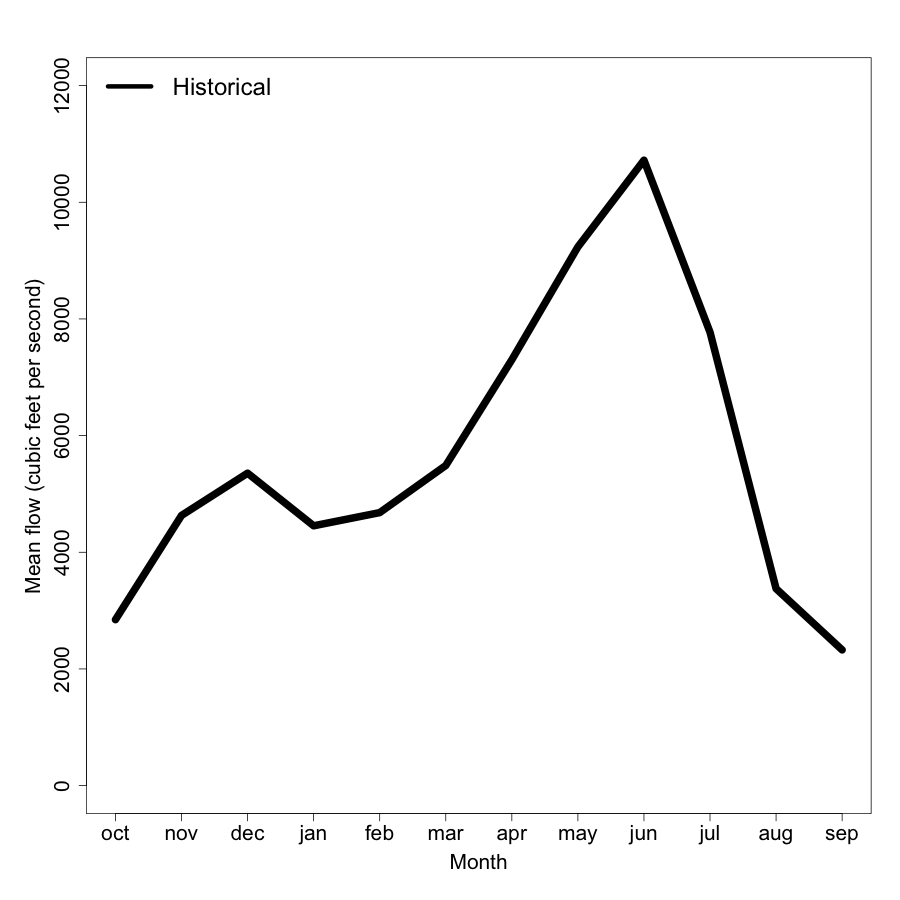 Historical
12000
10000
8000
6000
4000
2000
0
Mean flow (cubic feet per second)
oct nov dec jan feb mar apr may jun jul aug sep
Month